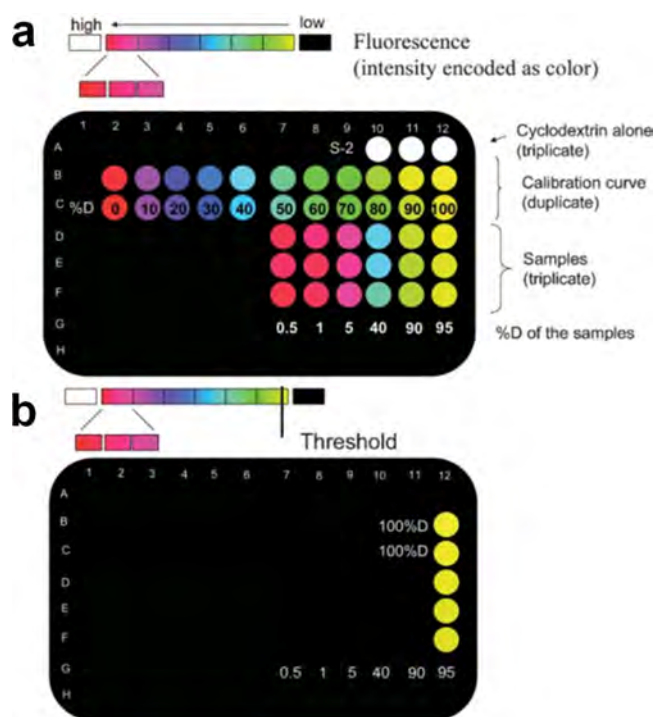 a
high low
Fluorescence
(intensity encoded as color)
1 2 3 4 5 6 7 8 9 10 11 12
A S-2
Cyclodextrin alone
(triplicate)
B
Calibration curve
(duplicate)
C %D 0 10 20 30 40 50 60 70 80 90 100
D
E
Samples
(triplicate)
F
G 0.5 1 5 40 90 95
%D of the samples
H
b
Threshold
1 2 3 4 5 6 7 8 9 10 11 12
A
B 100%D
C 100%D
D
E
F
G 0.5 1 5 40 90 95
H